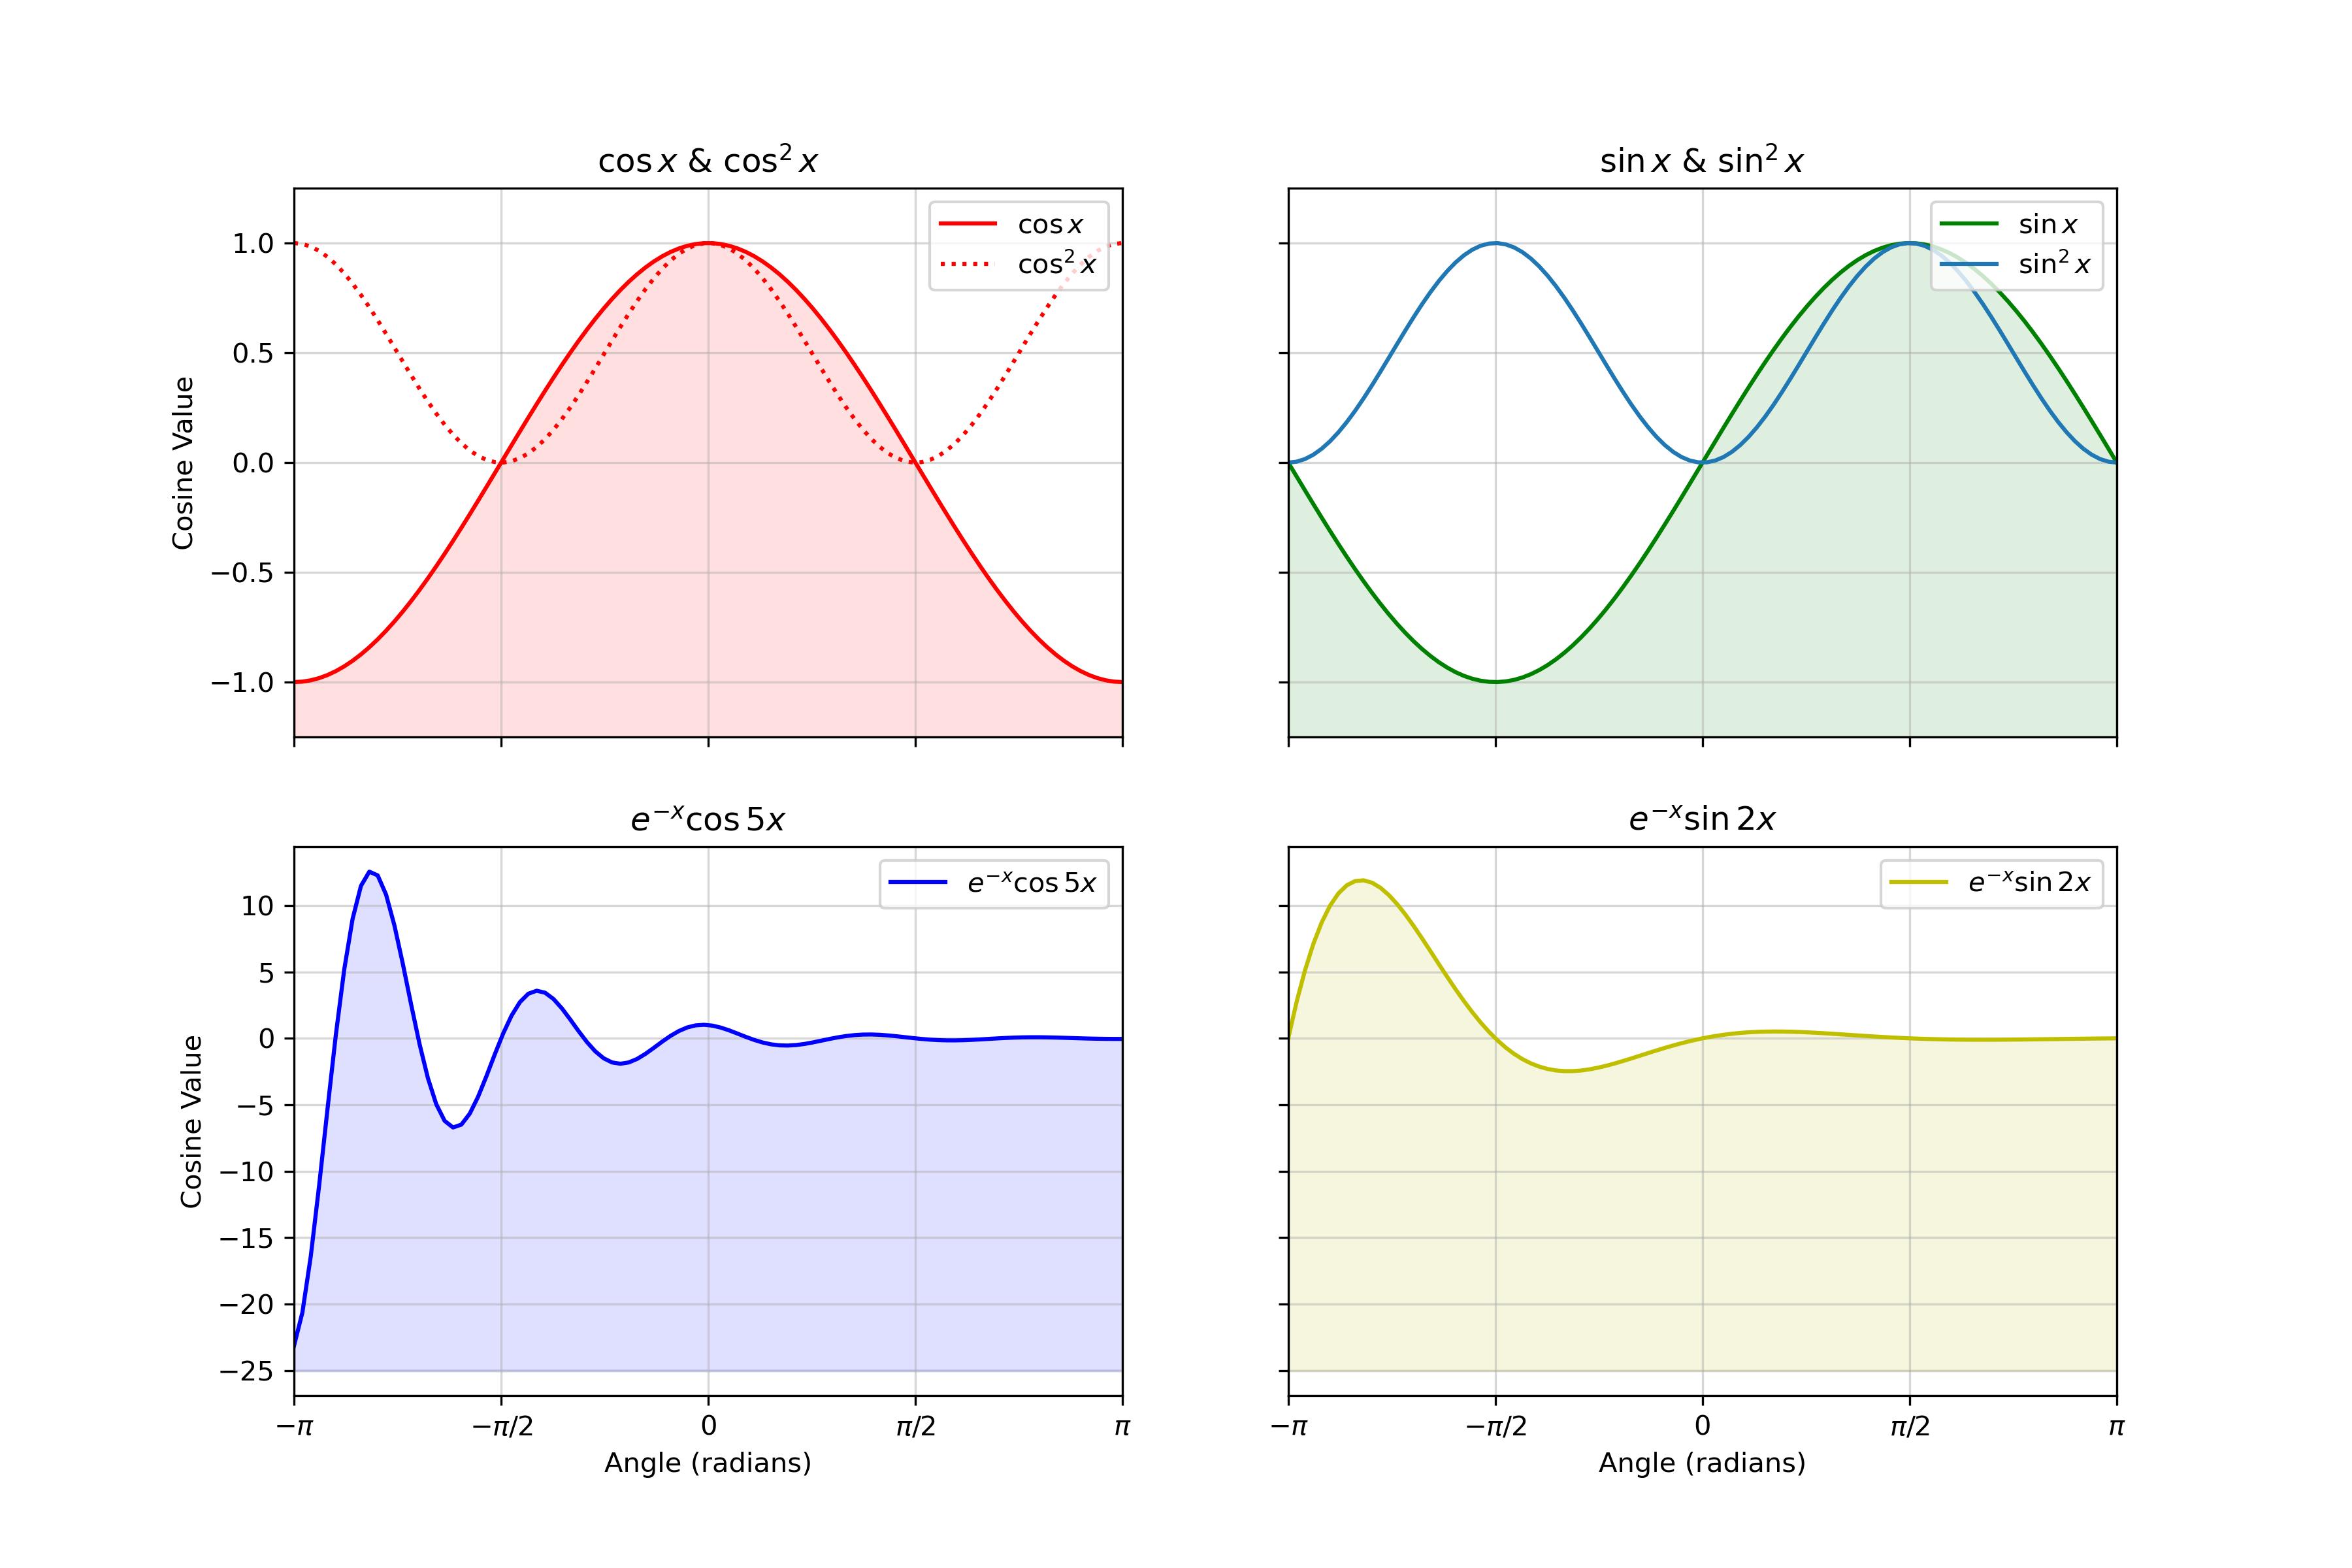 cos x & cos² x
cos x
cos² x
1.0
0.5
0.0
−0.5
−1.0
Cosine Value
sin x & sin² x
sin x
sin² x
e⁻ˣcos 5x
e⁻ˣcos 5x
10
5
0
−5
−10
−15
−20
−25
Cosine Value
−π −π/2 0 π/2 π
Angle (radians)
e⁻ˣsin 2x
e⁻ˣsin 2x
−π −π/2 0 π/2 π
Angle (radians)